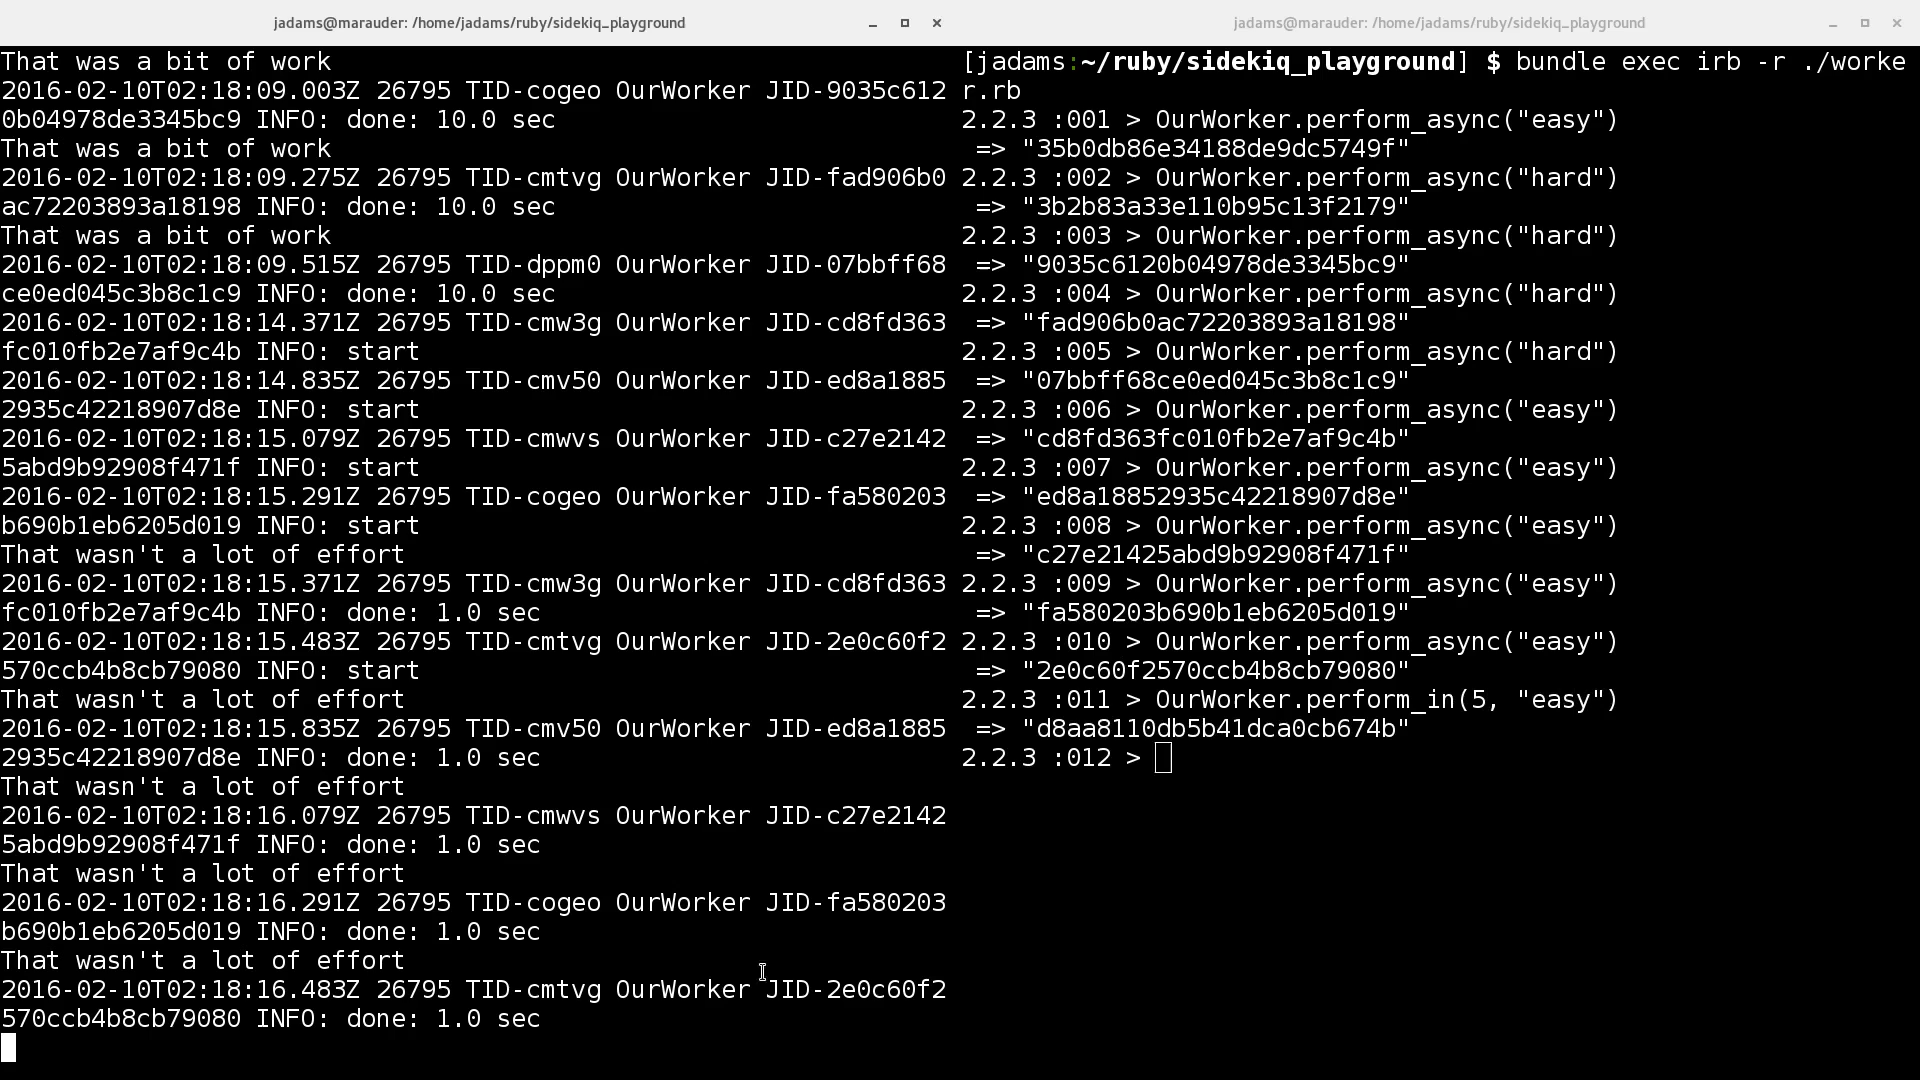 jadams@marauder: /home/jadams/ruby/sidekiq_playground
That was a bit of work
2016-02-10T02:18:09.003Z 26795 TID-cogeo OurWorker JID-9035c612
0b04978de3345bc9 INFO: done: 10.0 sec
That was a bit of work
2016-02-10T02:18:09.275Z 26795 TID-cmtvg OurWorker JID-fad906b0
ac72203893a18198 INFO: done: 10.0 sec
That was a bit of work
2016-02-10T02:18:09.515Z 26795 TID-dppm0 OurWorker JID-07bbff68
ce0ed045c3b8c1c9 INFO: done: 10.0 sec
2016-02-10T02:18:14.371Z 26795 TID-cmw3g OurWorker JID-cd8fd363
fc010fb2e7af9c4b INFO: start
2016-02-10T02:18:14.835Z 26795 TID-cmv50 OurWorker JID-ed8a1885
2935c42218907d8e INFO: start
2016-02-10T02:18:15.079Z 26795 TID-cmwvs OurWorker JID-c27e2142
5abd9b92908f471f INFO: start
2016-02-10T02:18:15.291Z 26795 TID-cogeo OurWorker JID-fa580203
b690b1eb6205d019 INFO: start
That wasn't a lot of effort
2016-02-10T02:18:15.371Z 26795 TID-cmw3g OurWorker JID-cd8fd363
fc010fb2e7af9c4b INFO: done: 1.0 sec
2016-02-10T02:18:15.483Z 26795 TID-cmtvg OurWorker JID-2e0c60f2
570ccb4b8cb79080 INFO: start
That wasn't a lot of effort
2016-02-10T02:18:15.835Z 26795 TID-cmv50 OurWorker JID-ed8a1885
2935c42218907d8e INFO: done: 1.0 sec
That wasn't a lot of effort
2016-02-10T02:18:16.079Z 26795 TID-cmwvs OurWorker JID-c27e2142
5abd9b92908f471f INFO: done: 1.0 sec
That wasn't a lot of effort
2016-02-10T02:18:16.291Z 26795 TID-cogeo OurWorker JID-fa580203
b690b1eb6205d019 INFO: done: 1.0 sec
That wasn't a lot of effort
2016-02-10T02:18:16.483Z 26795 TID-cmtvg OurWorker JID-2e0c60f2
570ccb4b8cb79080 INFO: done: 1.0 sec
jadams@marauder: /home/jadams/ruby/sidekiq_playground
[jadams:~/ruby/sidekiq_playground] $ bundle exec irb -r ./worke
r.rb
2.2.3 :001 > OurWorker.perform_async("easy")
 => "35b0db86e34188de9dc5749f"
2.2.3 :002 > OurWorker.perform_async("hard")
 => "3b2b83a33e110b95c13f2179"
2.2.3 :003 > OurWorker.perform_async("hard")
 => "9035c6120b04978de3345bc9"
2.2.3 :004 > OurWorker.perform_async("hard")
 => "fad906b0ac72203893a18198"
2.2.3 :005 > OurWorker.perform_async("hard")
 => "07bbff68ce0ed045c3b8c1c9"
2.2.3 :006 > OurWorker.perform_async("easy")
 => "cd8fd363fc010fb2e7af9c4b"
2.2.3 :007 > OurWorker.perform_async("easy")
 => "ed8a18852935c42218907d8e"
2.2.3 :008 > OurWorker.perform_async("easy")
 => "c27e21425abd9b92908f471f"
2.2.3 :009 > OurWorker.perform_async("easy")
 => "fa580203b690b1eb6205d019"
2.2.3 :010 > OurWorker.perform_async("easy")
 => "2e0c60f2570ccb4b8cb79080"
2.2.3 :011 > OurWorker.perform_in(5, "easy")
 => "d8aa8110db5b41dca0cb674b"
2.2.3 :012 >